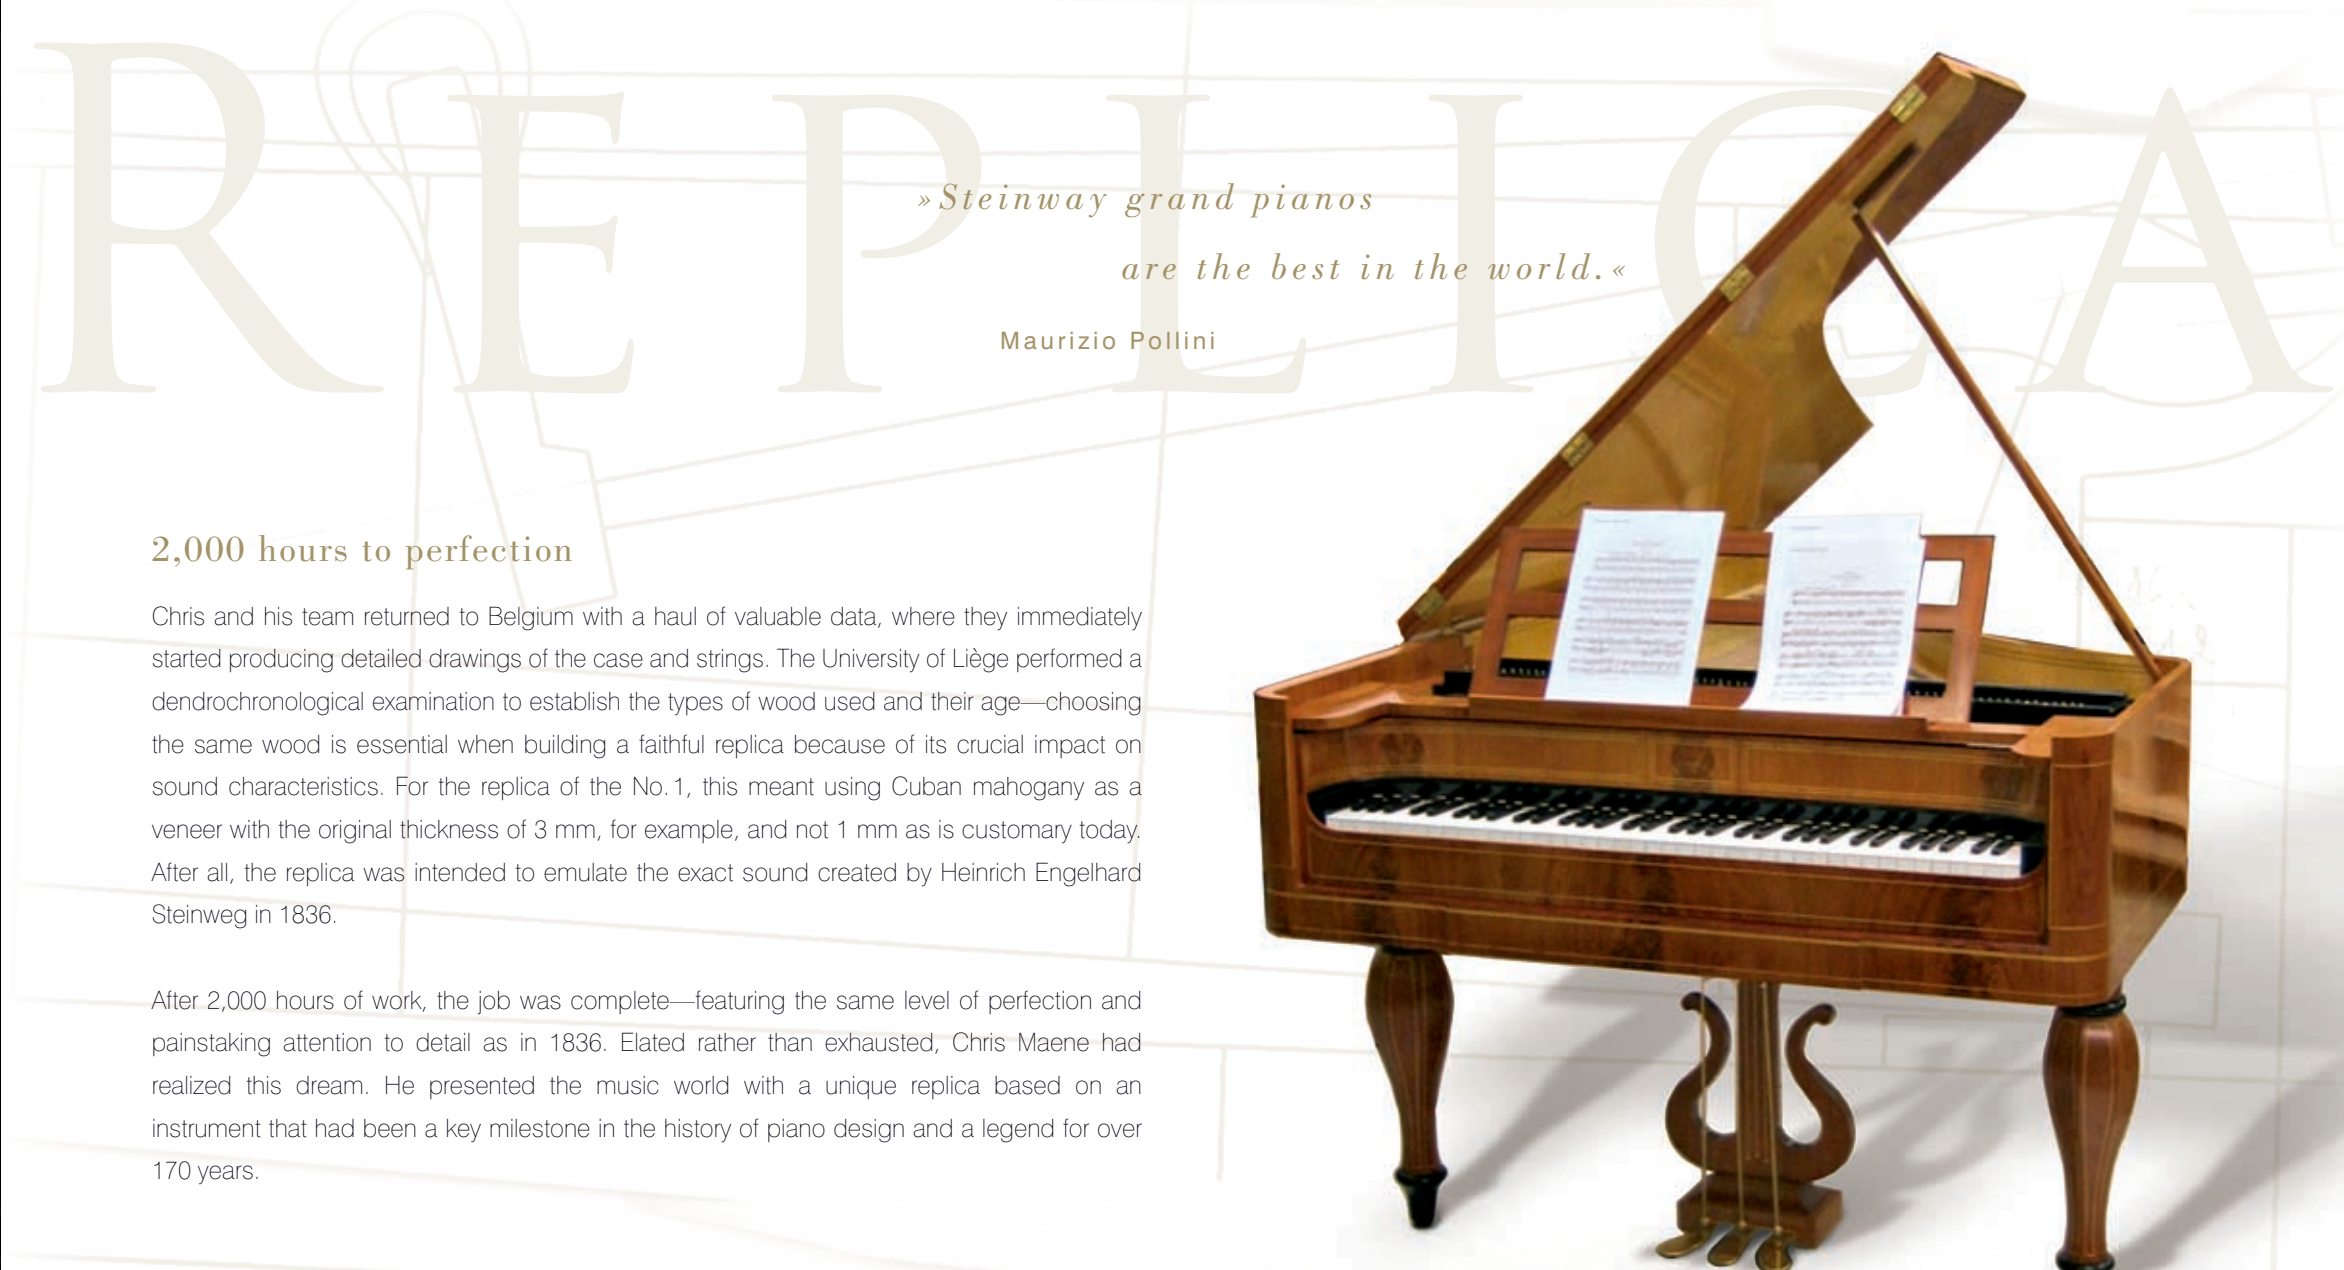 REPLICA
»Steinway grand pianos
are the best in the world.«
Maurizio Pollini
2,000 hours to perfection
Chris and his team returned to Belgium with a haul of valuable data, where they immediately
started producing detailed drawings of the case and strings. The University of Liège performed a
dendrochronological examination to establish the types of wood used and their age—choosing
the same wood is essential when building a faithful replica because of its crucial impact on
sound characteristics. For the replica of the No. 1, this meant using Cuban mahogany as a
veneer with the original thickness of 3 mm, for example, and not 1 mm as is customary today.
After all, the replica was intended to emulate the exact sound created by Heinrich Engelhard
Steinweg in 1836.
After 2,000 hours of work, the job was complete—featuring the same level of perfection and
painstaking attention to detail as in 1836. Elated rather than exhausted, Chris Maene had
realized this dream. He presented the music world with a unique replica based on an
instrument that had been a key milestone in the history of piano design and a legend for over
170 years.